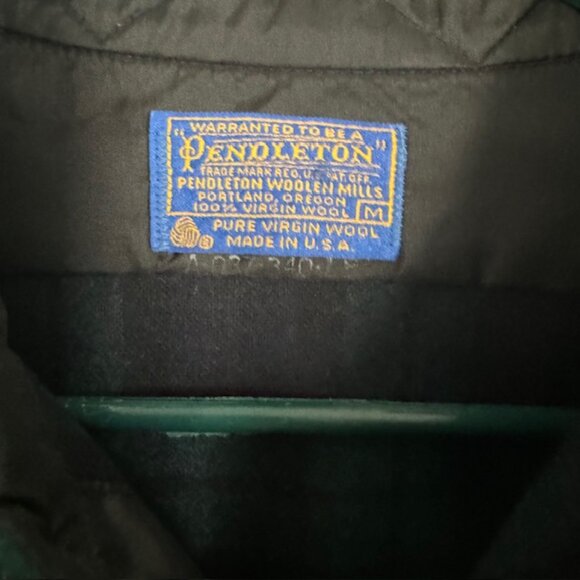 WARRANTED TO BE A
"PENDLETON"
TRADE MARK REG. U. PAT. OFF.
PENDLETON WOOLEN MILLS
PORTLAND, OREGON
100% VIRGIN WOOL M
PURE VIRGIN WOOL
MADE IN U.S.A.